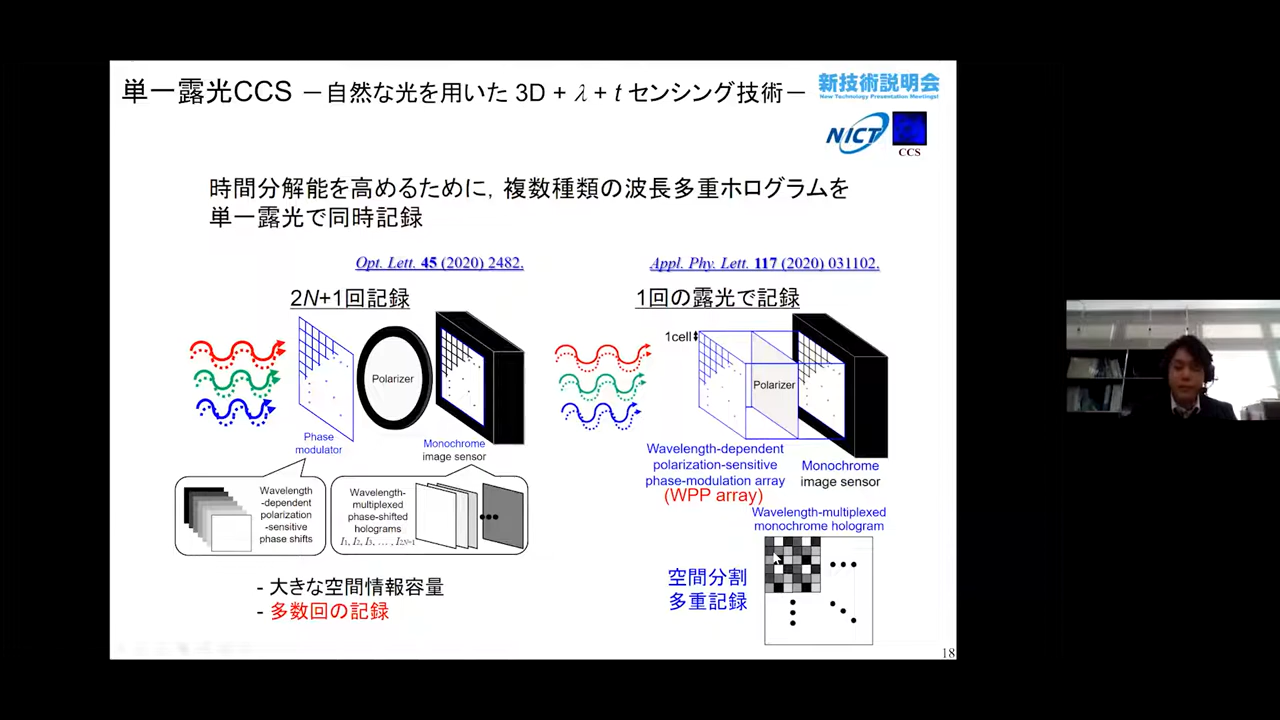 単一露光CCS －自然な光を用いた 3D + λ + t センシング技術－
新技術説明会
New Technology Presentation Meetings!
NICT
CCS
時間分解能を高めるために，複数種類の波長多重ホログラムを
単一露光で同時記録
Opt. Lett. 45 (2020) 2482.
2N+1回記録
Polarizer
Phase
modulator
Monochrome
image sensor
Wavelength
-dependent
polarization
-sensitive
phase shifts
Wavelength-
multiplexed
phase-shifted
holograms
I1, I2, I3, … , I2N+1
- 大きな空間情報容量
- 多数回の記録
Appl. Phy. Lett. 117 (2020) 031102.
1回の露光で記録
1cell
Polarizer
Wavelength-dependent
polarization-sensitive
phase-modulation array
(WPP array)
Monochrome
image sensor
Wavelength-multiplexed
monochrome hologram
空間分割
多重記録
18